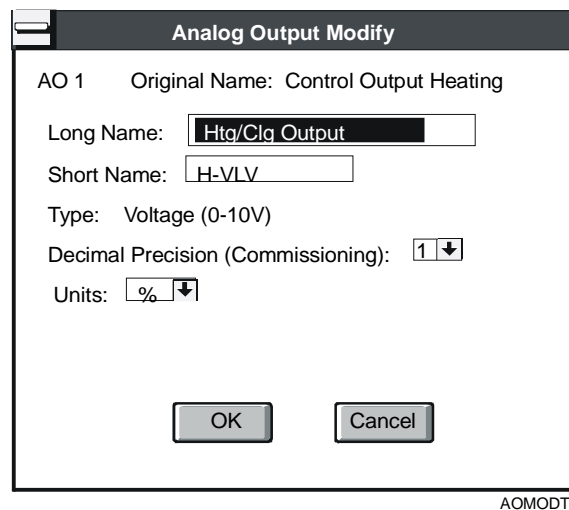 Analog Output Modify
AO 1 Original Name: Control Output Heating
Long Name: Htg/Clg Output
Short Name: H-VLV
Type: Voltage (0-10V)
Decimal Precision (Commissioning): 1
Units: %
OK Cancel
AOMODT